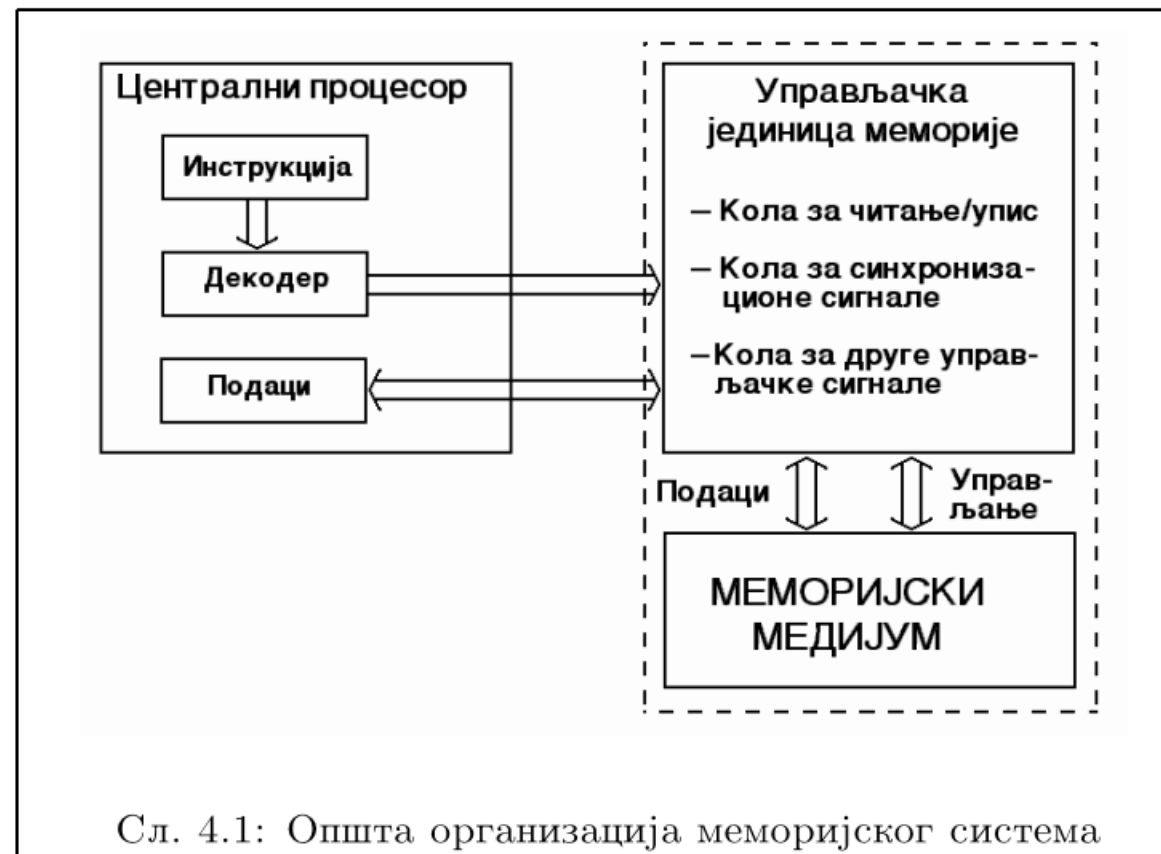 Централни процесор
Инструкција
Декодер
Подаци
Управљачка
јединица меморије
– Кола за читање/упис
– Кола за синхрониза-
ционе сигнале
–Кола за друге управ-
љачке сигнале
Подаци
Управ-
љање
МЕМОРИЈСКИ
МЕДИЈУМ
Сл. 4.1: Општа организација меморијског система